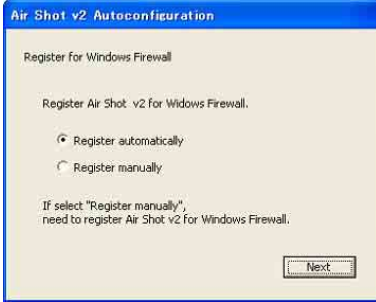 Air Shot v2 Autoconfiguration
Register for Windows Firewall
Register Air Shot v2 for Widows Firewall.
Register automatically
Register manually
If select "Register manually",
need to register Air Shot v2 for Windows Firewall.
Next